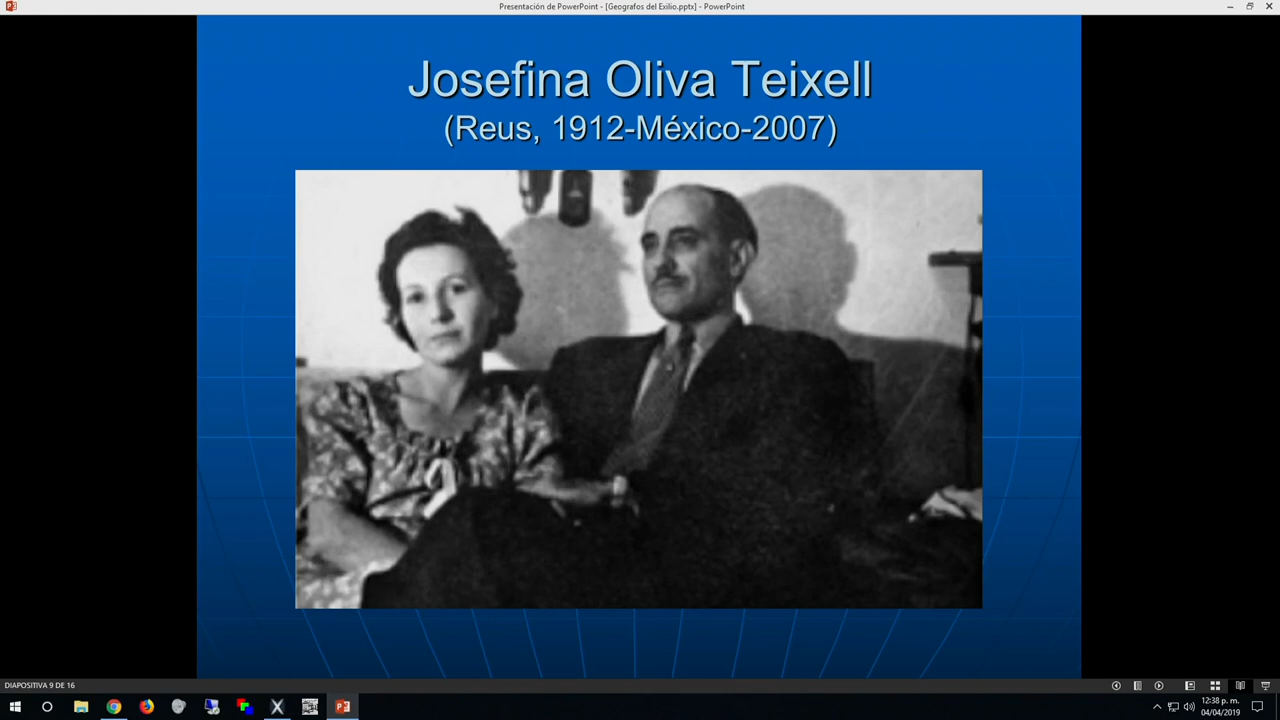 Presentación de PowerPoint - [Geografos del Exilio.pptx] - PowerPoint
Josefina Oliva Teixell
(Reus, 1912-México-2007)
DIAPOSITIVA 9 DE 16
12:38 p. m.
04/04/2019